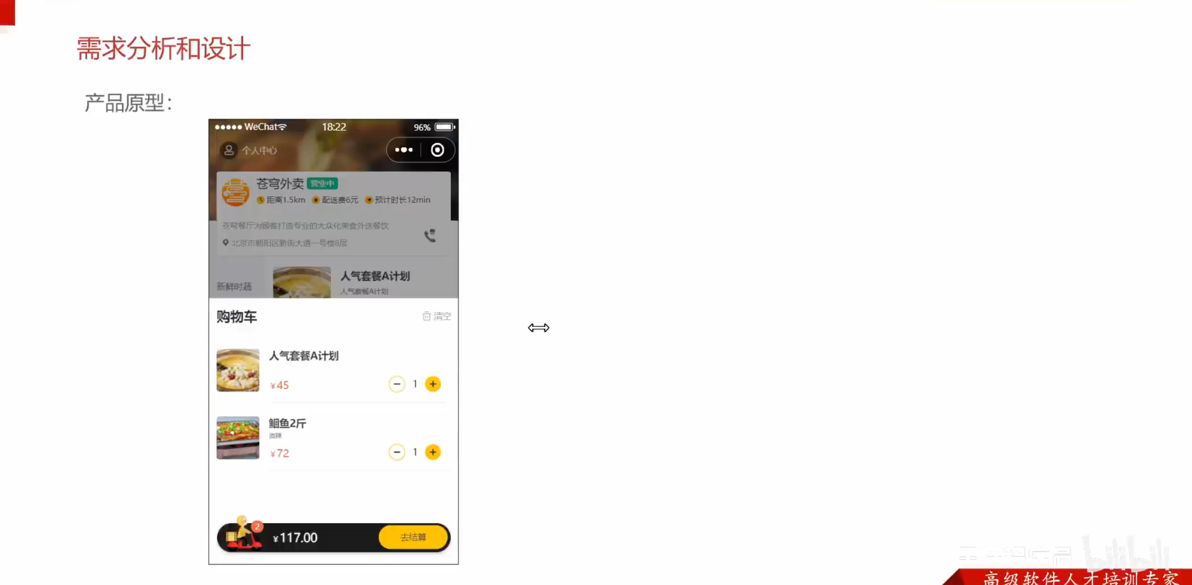 需求分析和设计
产品原型：
WeChat 18:22 96%
个人中心
苍穹外卖 营业中
距离1.5km 配送费6元 预计时长12min
苍穹餐厅为顾客打造专业的大众化美食外送餐饮
北京市朝阳区新街大道一号楼8层
新鲜时蔬
人气套餐A计划
人气套餐A计划
购物车 清空
人气套餐A计划
¥45 1
鮰鱼2斤
¥72 1
2 ¥117.00 去结算
bilibili
高级软件人才培训专家